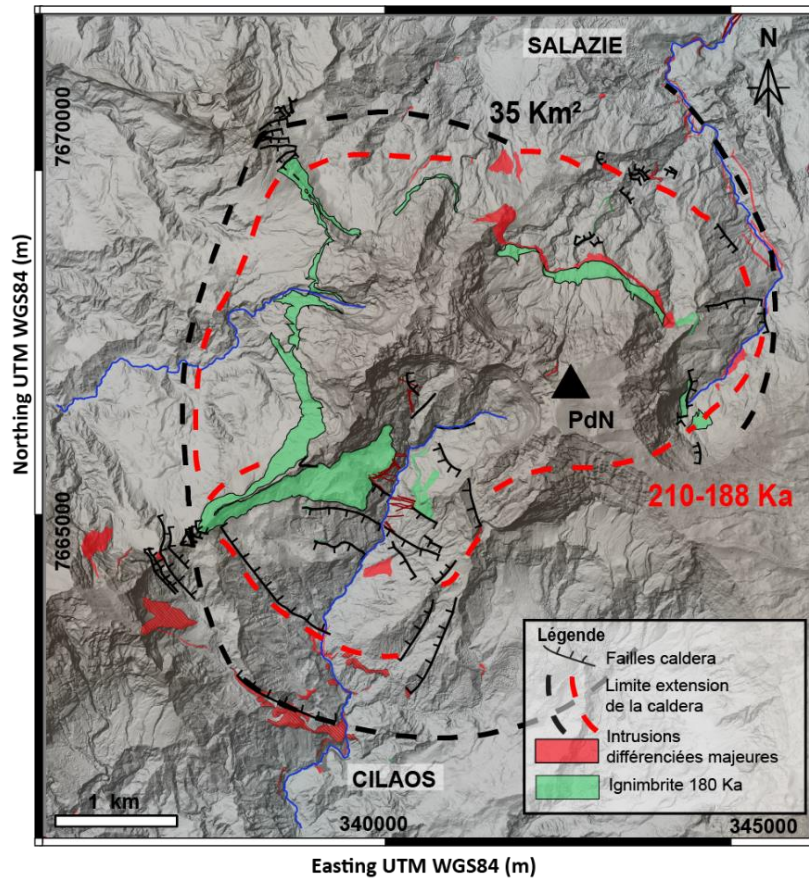 SALAZIE
N
35 Km²
7670000
Northing UTM WGS84 (m)
PdN
210-188 Ka
7665000
Légende
Failles caldera
Limite extension
de la caldera
Intrusions
différenciées majeures
Ignimbrite 180 Ka
CILAOS
1 km
340000
345000
Easting UTM WGS84 (m)